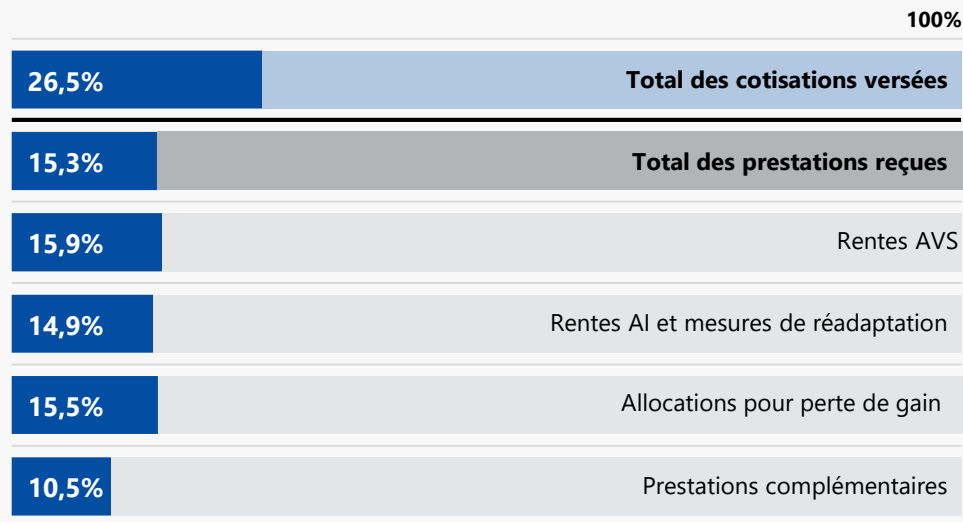 100%
26,5% Total des cotisations versées
15,3% Total des prestations reçues
15,9% Rentes AVS
14,9% Rentes AI et mesures de réadaptation
15,5% Allocations pour perte de gain
10,5% Prestations complémentaires